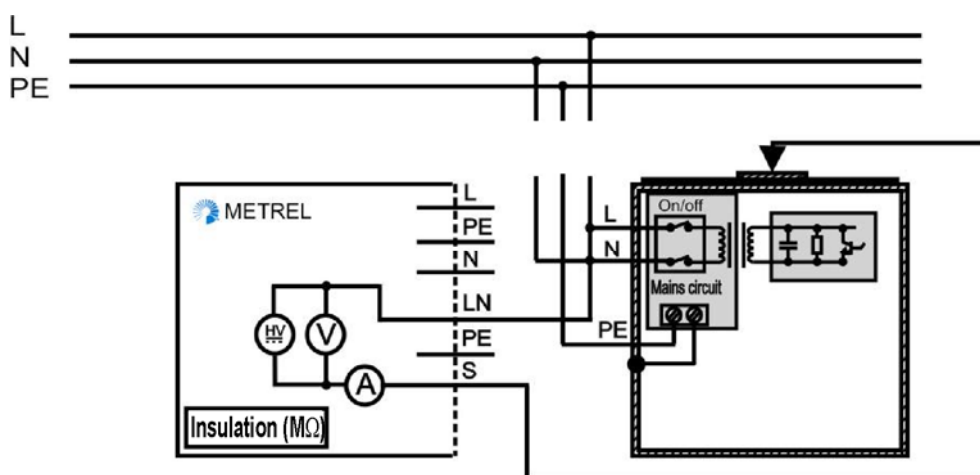 L
N
PE
METREL
L
PE
N
LN
PE
S
HV
V
A
Insulation (MΩ)
L
N
PE
On/off
Mains circuit